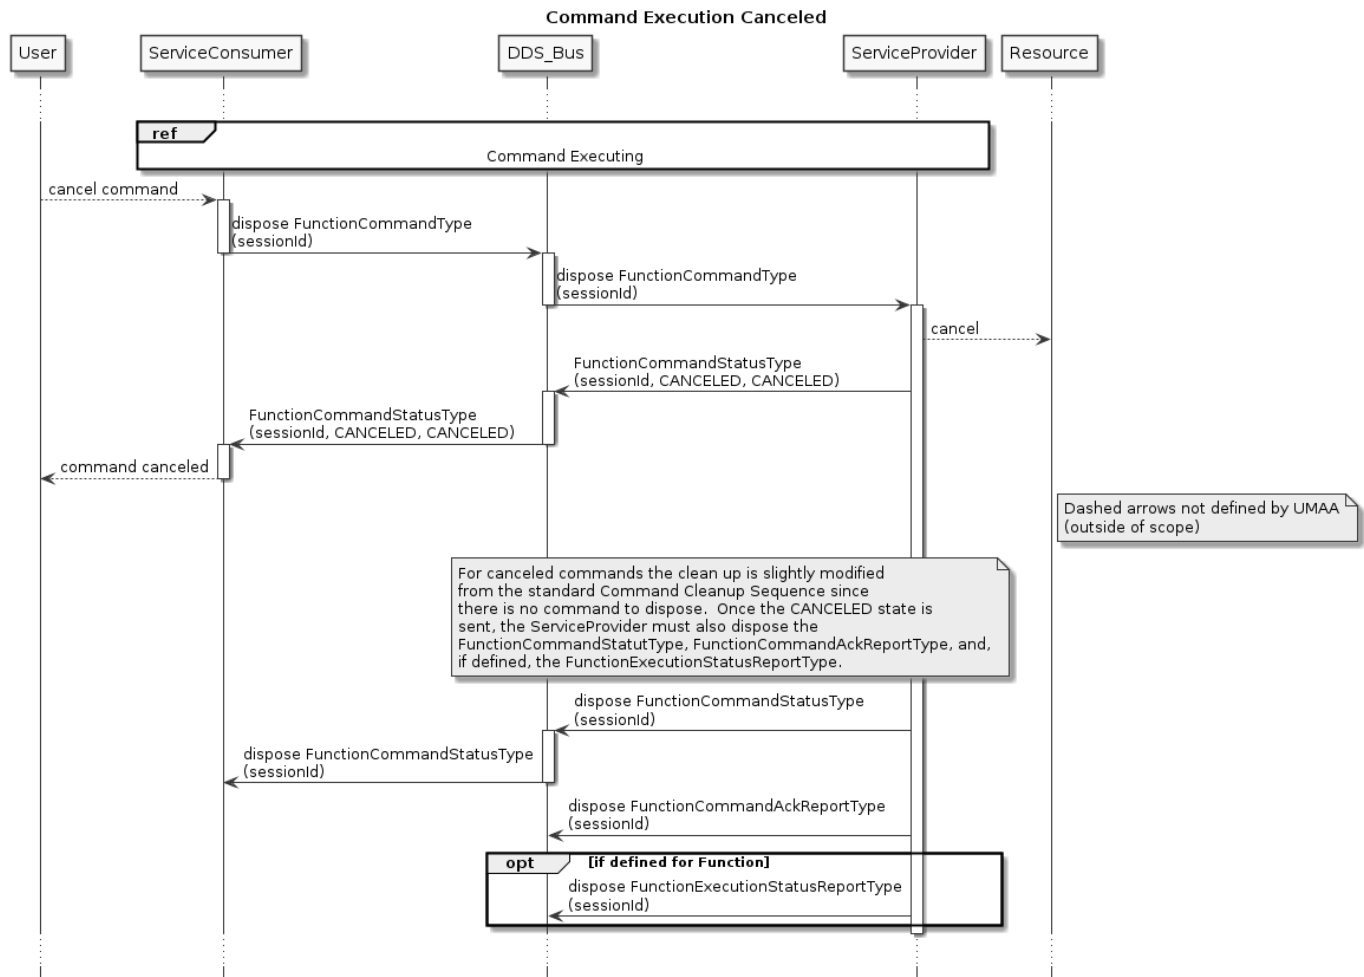 Command Execution Canceled
User
ServiceConsumer
DDS_Bus
ServiceProvider
Resource
ref
Command Executing
cancel command
dispose FunctionCommandType
(sessionId)
dispose FunctionCommandType
(sessionId)
cancel
FunctionCommandStatusType
(sessionId, CANCELED, CANCELED)
FunctionCommandStatusType
(sessionId, CANCELED, CANCELED)
command canceled
Dashed arrows not defined by UMAA
(outside of scope)
For canceled commands the clean up is slightly modified
from the standard Command Cleanup Sequence since
there is no command to dispose.  Once the CANCELED state is
sent, the ServiceProvider must also dispose the
FunctionCommandStatutType, FunctionCommandAckReportType, and,
if defined, the FunctionExecutionStatusReportType.
dispose FunctionCommandStatusType
(sessionId)
dispose FunctionCommandStatusType
(sessionId)
dispose FunctionCommandAckReportType
(sessionId)
opt
[if defined for Function]
dispose FunctionExecutionStatusReportType
(sessionId)